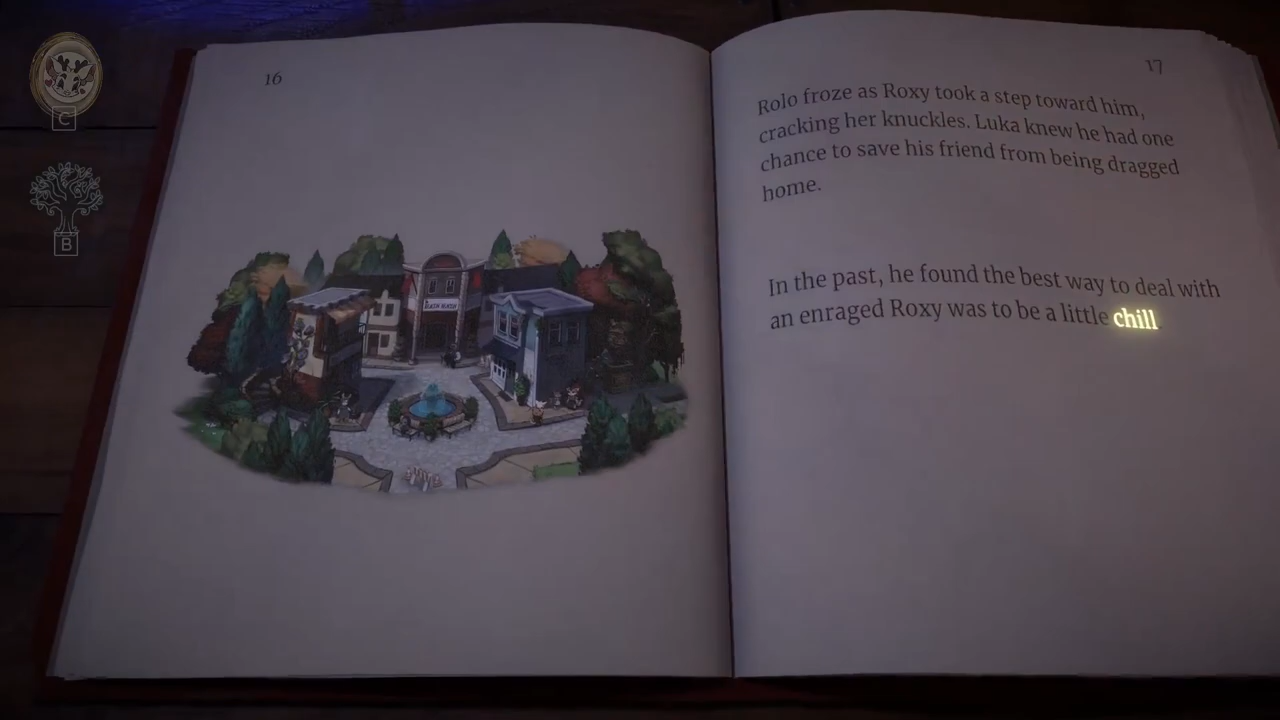 C
B
16
17
Rolo froze as Roxy took a step toward him,
cracking her knuckles. Luka knew he had one
chance to save his friend from being dragged
home.
In the past, he found the best way to deal with
an enraged Roxy was to be a little chill